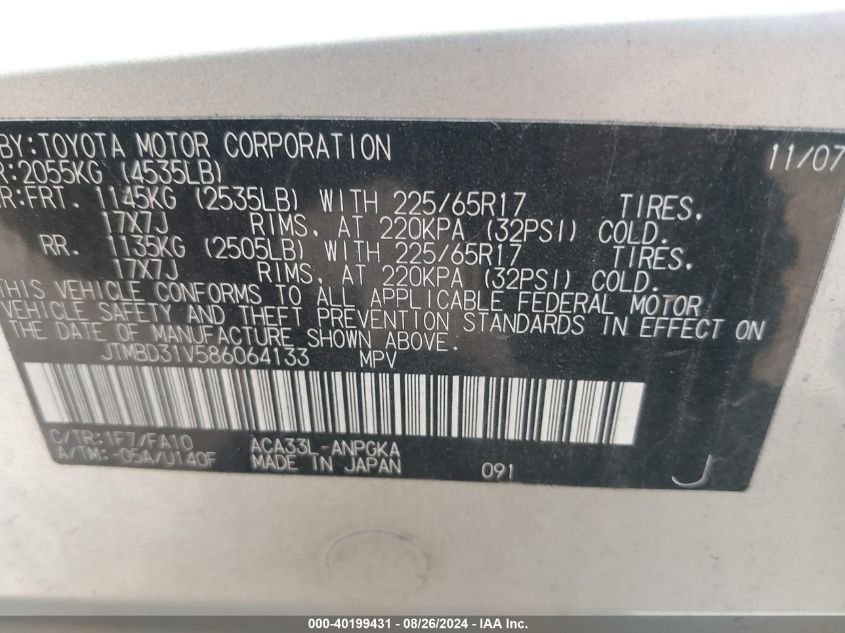 BY:TOYOTA MOTOR CORPORATION 11/07
R:2055KG (4535LB)
R:FRT. 1145KG (2535LB) WITH 225/65R17 TIRES.
17X7J RIMS, AT 220KPA (32PSI) COLD.
RR. 1135KG (2505LB) WITH 225/65R17 TIRES.
17X7J RIMS, AT 220KPA (32PSI) COLD.
THIS VEHICLE CONFORMS TO ALL APPLICABLE FEDERAL MOTOR
VEHICLE SAFETY AND THEFT PREVENTION STANDARDS IN EFFECT ON
THE DATE OF MANUFACTURE SHOWN ABOVE.
JTMBD31V586064133 MPV
C/TR:1F7/FA10 ACA33L-ANPGKA
A/TM:-05A/U140F MADE IN JAPAN 091 J
000-40199431 - 08/26/2024 - IAAI.com Copyright IAA, LLC.